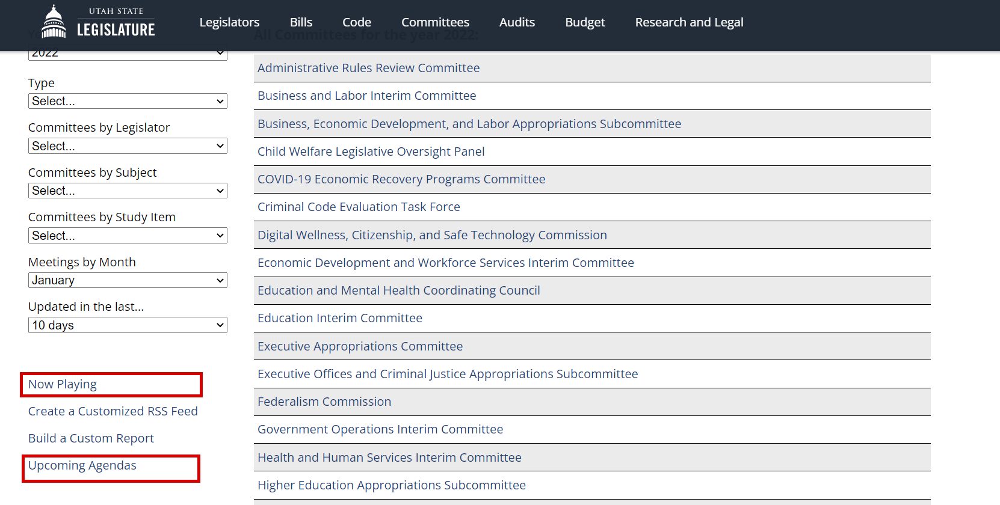 UTAH STATE
LEGISLATURE
Legislators
Bills
Code
Committees
Audits
Budget
Research and Legal
2022
Type
Select...
Committees by Legislator
Select...
Committees by Subject
Select...
Committees by Study Item
Select...
Meetings by Month
January
Updated in the last...
10 days
Now Playing
Create a Customized RSS Feed
Build a Custom Report
Upcoming Agendas
All Committees for the year 2022:
Administrative Rules Review Committee
Business and Labor Interim Committee
Business, Economic Development, and Labor Appropriations Subcommittee
Child Welfare Legislative Oversight Panel
COVID-19 Economic Recovery Programs Committee
Criminal Code Evaluation Task Force
Digital Wellness, Citizenship, and Safe Technology Commission
Economic Development and Workforce Services Interim Committee
Education and Mental Health Coordinating Council
Education Interim Committee
Executive Appropriations Committee
Executive Offices and Criminal Justice Appropriations Subcommittee
Federalism Commission
Government Operations Interim Committee
Health and Human Services Interim Committee
Higher Education Appropriations Subcommittee